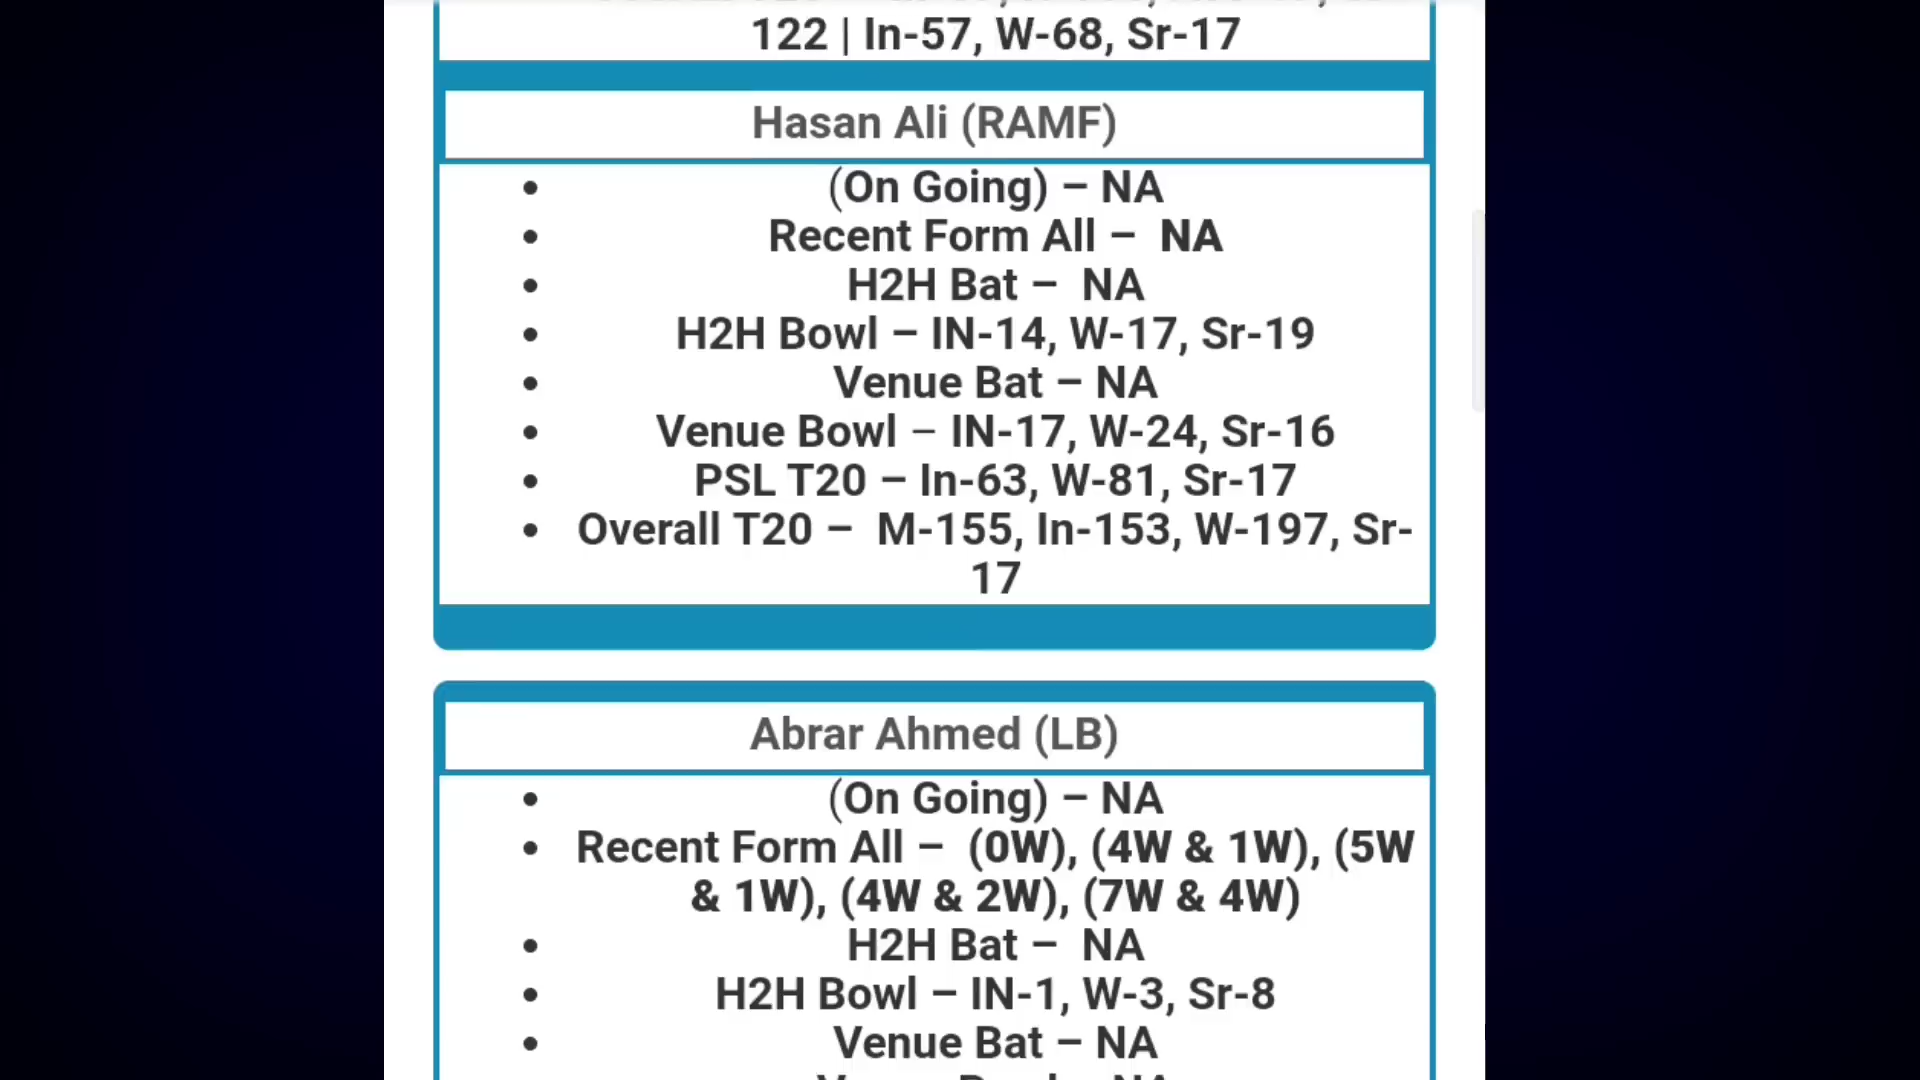 122 | In-57, W-68, Sr-17
Hasan Ali (RAMF)
(On Going) – NA
Recent Form All – NA
H2H Bat – NA
H2H Bowl – IN-14, W-17, Sr-19
Venue Bat – NA
Venue Bowl – IN-17, W-24, Sr-16
PSL T20 – In-63, W-81, Sr-17
Overall T20 – M-155, In-153, W-197, Sr-
17
Abrar Ahmed (LB)
(On Going) – NA
Recent Form All – (0W), (4W & 1W), (5W
& 1W), (4W & 2W), (7W & 4W)
H2H Bat – NA
H2H Bowl – IN-1, W-3, Sr-8
Venue Bat – NA